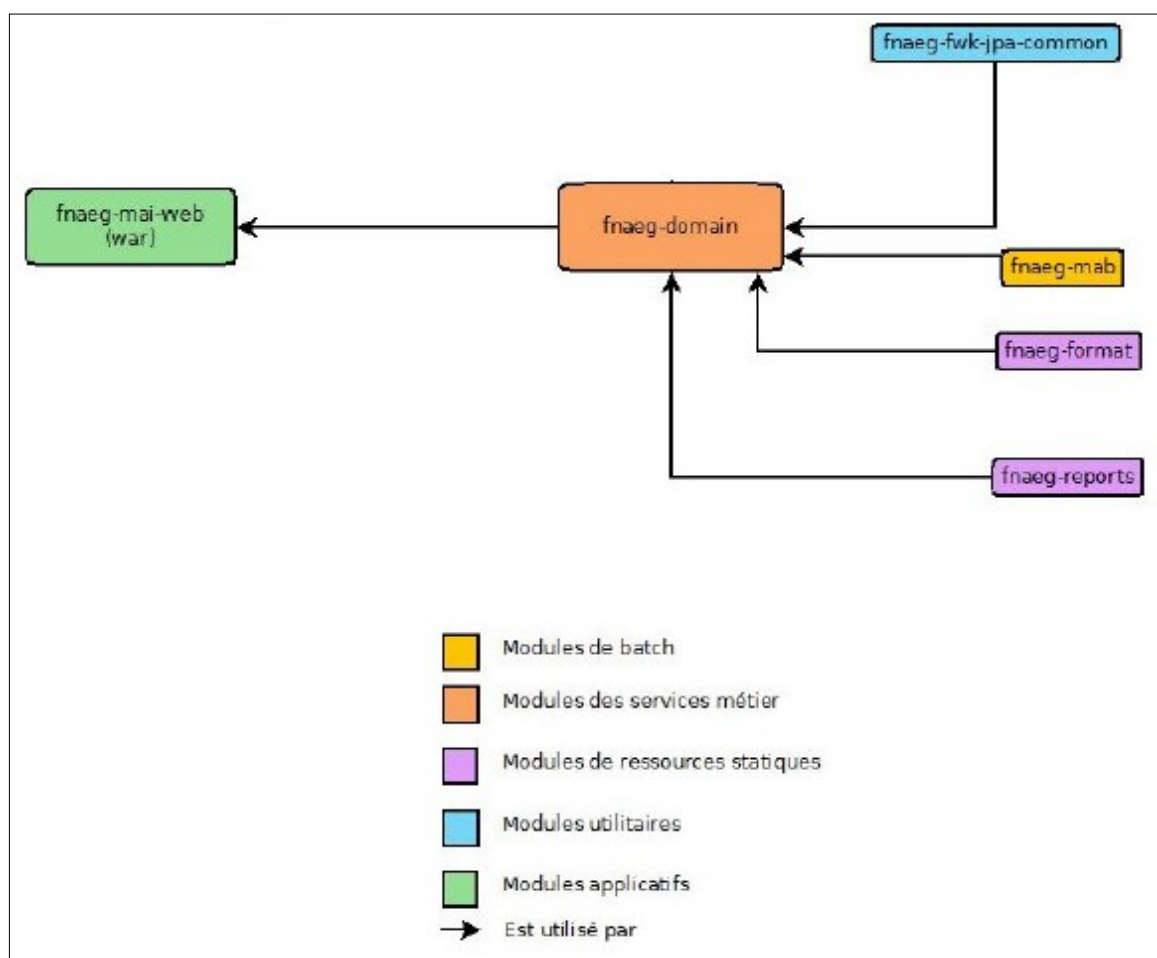 fnaeg-fwk-jpa-common
fnaeg-mai-web
(war)
fnaeg-domain
fnaeg-mab
fnaeg-format
fnaeg-reports
Modules de batch
Modules des services métier
Modules de ressources statiques
Modules utilitaires
Modules applicatifs
Est utilisé par